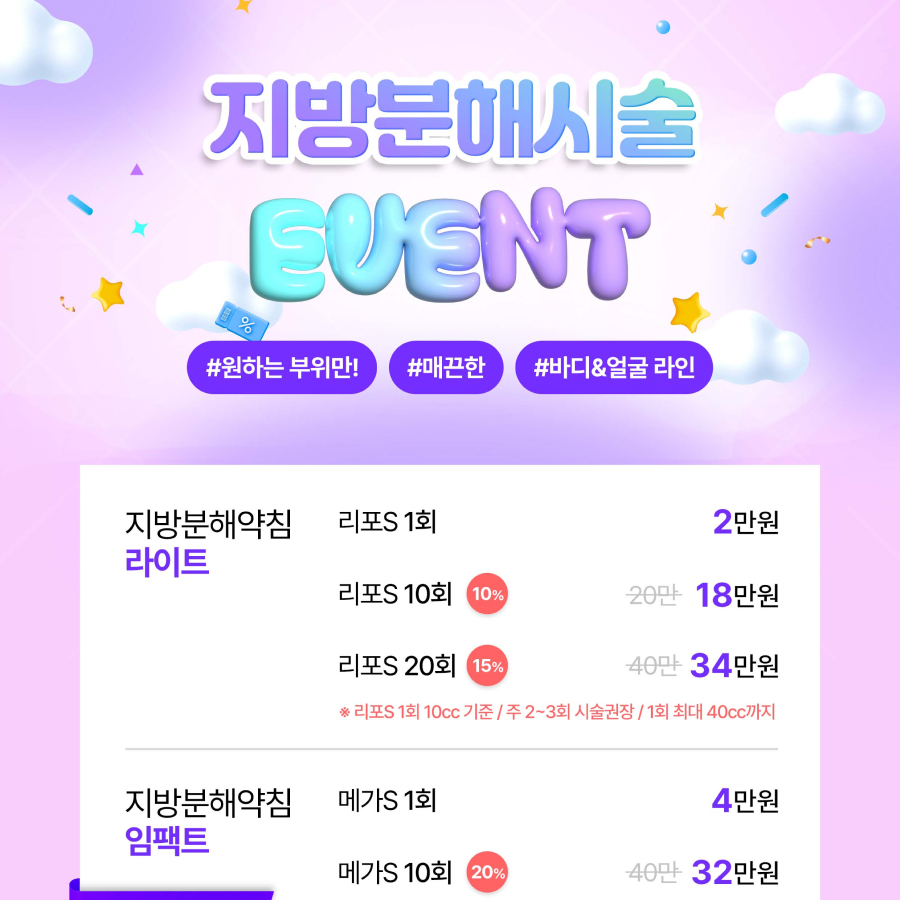 지방분해시술
EVENT
%
#원하는 부위만! #매끈한 #바디&얼굴 라인
지방분해약침
라이트
리포S 1회 2만원
리포S 10회 10% 20만 18만원
리포S 20회 15% 40만 34만원
※ 리포S 1회 10cc 기준 / 주 2~3회 시술권장 / 1회 최대 40cc까지
지방분해약침
임팩트
메가S 1회 4만원
메가S 10회 20% 40만 32만원